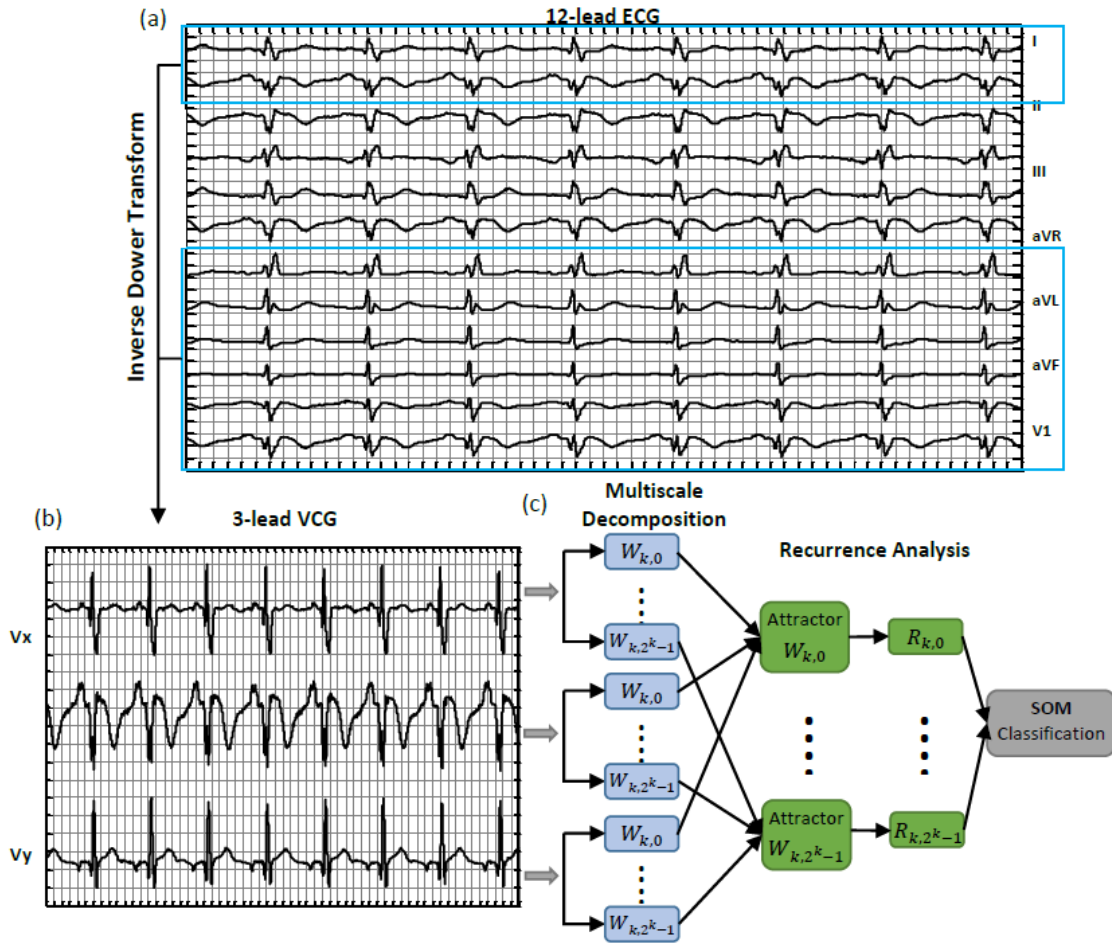 (a)
12-lead ECG
I
II
III
aVR
aVL
aVF
V1
Inverse Dower Transform
(b)
3-lead VCG
Vx
Vy
(c)
Multiscale
Decomposition
Recurrence Analysis
W_{k,0}
W_{k,2^k−1}
W_{k,0}
W_{k,2^k−1}
W_{k,0}
W_{k,2^k−1}
Attractor
W_{k,0}
Attractor
W_{k,2^k−1}
R_{k,0}
R_{k,2^k−1}
SOM
Classification